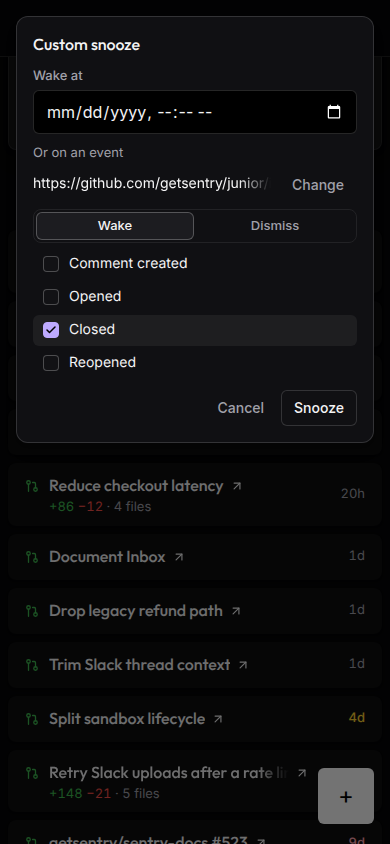 Custom snooze
Wake at
mm/dd/yyyy, --:-- --
Or on an event
https://github.com/getsentry/junior/
Change
Wake
Dismiss
Comment created
Opened
Closed
Reopened
Cancel
Snooze
Reduce checkout latency
20h
+86 −12 · 4 files
Document Inbox
1d
Drop legacy refund path
1d
Trim Slack thread context
1d
Split sandbox lifecycle
4d
Retry Slack uploads after a rate
+148 −21 · 5 files
+
getsentry/sentry-docs #523
9d